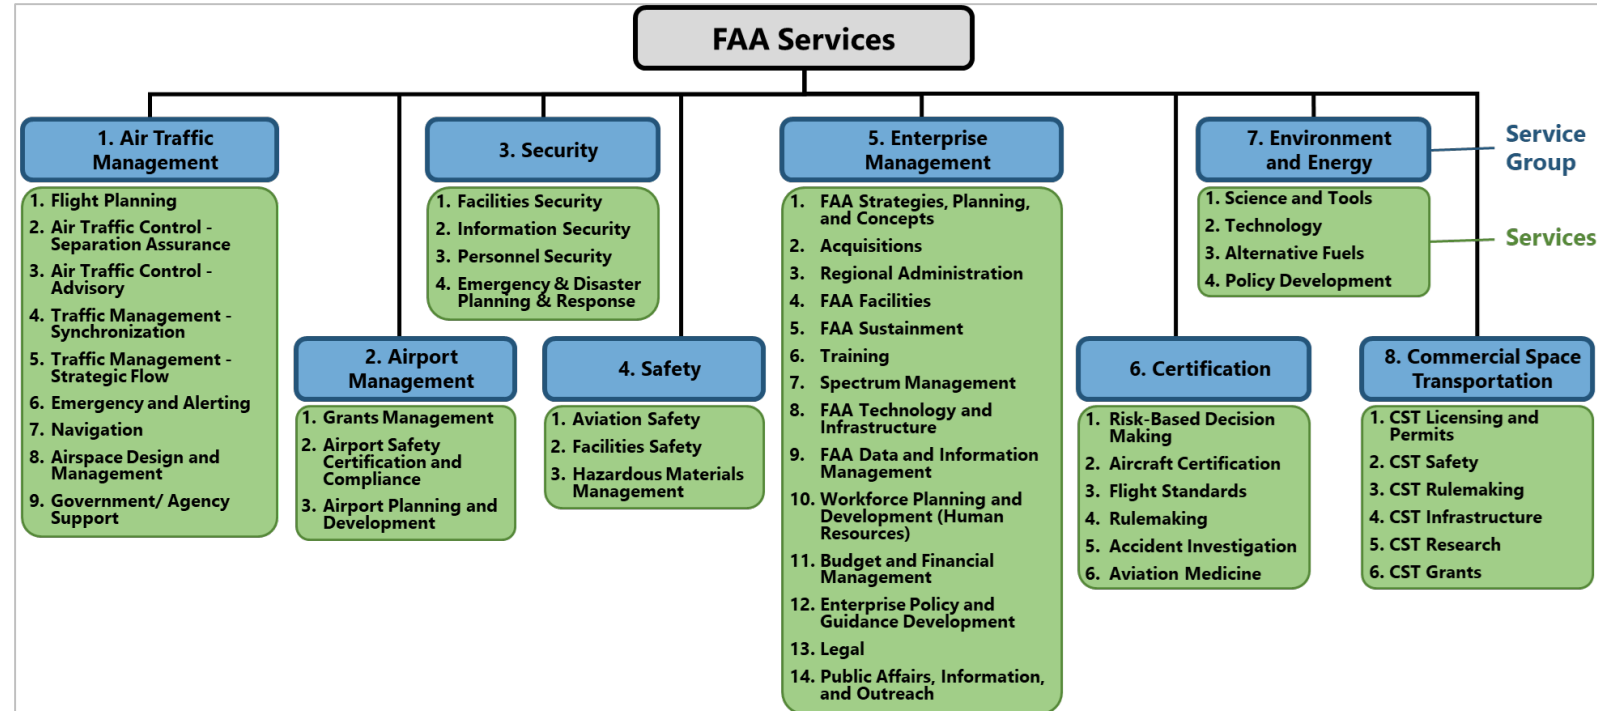 FAA Services
1. Air Traffic
Management
1. Flight Planning
2. Air Traffic Control -
Separation Assurance
3. Air Traffic Control -
Advisory
4. Traffic Management -
Synchronization
5. Traffic Management -
Strategic Flow
6. Emergency and Alerting
7. Navigation
8. Airspace Design and
Management
9. Government/ Agency
Support
2. Airport
Management
1. Grants Management
2. Airport Safety
Certification and
Compliance
3. Airport Planning and
Development
3. Security
1. Facilities Security
2. Information Security
3. Personnel Security
4. Emergency & Disaster
Planning & Response
4. Safety
1. Aviation Safety
2. Facilities Safety
3. Hazardous Materials
Management
5. Enterprise
Management
1. FAA Strategies, Planning,
and Concepts
2. Acquisitions
3. Regional Administration
4. FAA Facilities
5. FAA Sustainment
6. Training
7. Spectrum Management
8. FAA Technology and
Infrastructure
9. FAA Data and Information
Management
10. Workforce Planning and
Development (Human
Resources)
11. Budget and Financial
Management
12. Enterprise Policy and
Guidance Development
13. Legal
14. Public Affairs, Information,
and Outreach
6. Certification
1. Risk-Based Decision
Making
2. Aircraft Certification
3. Flight Standards
4. Rulemaking
5. Accident Investigation
6. Aviation Medicine
7. Environment
and Energy
1. Science and Tools
2. Technology
3. Alternative Fuels
4. Policy Development
8. Commercial Space
Transportation
1. CST Licensing and
Permits
2. CST Safety
3. CST Rulemaking
4. CST Infrastructure
5. CST Research
6. CST Grants
Service
Group
Services